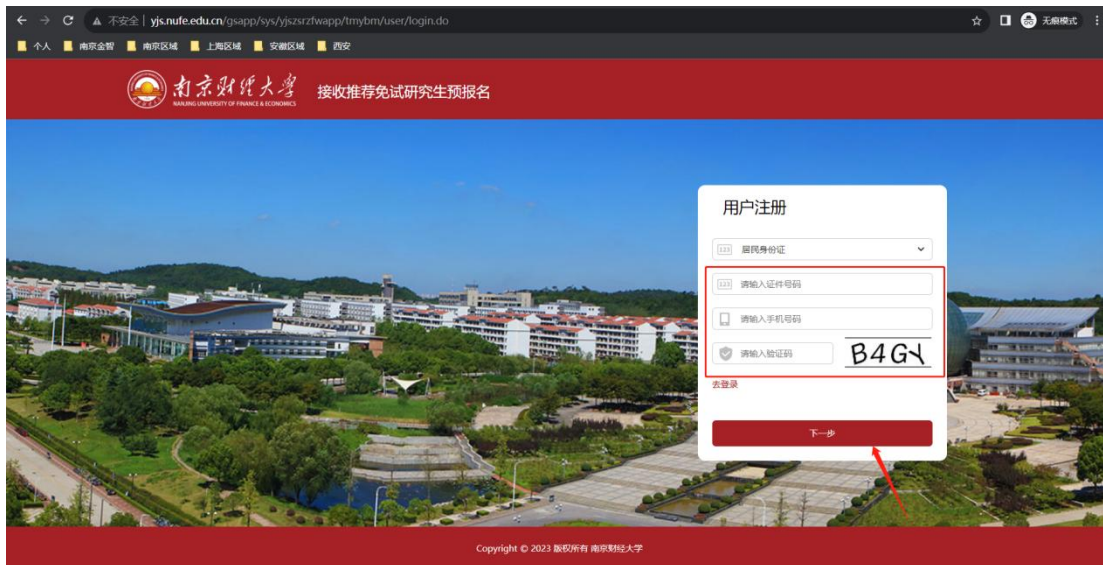 不安全 | yjs.nufe.edu.cn/gsapp/sys/yjszsrzfwapp/tmybm/user/login.do
无痕模式
个人 南京金智 南京区域 上海区域 安徽区域 西安
南京财经大学
NANJING UNIVERSITY OF FINANCE & ECONOMICS
接收推荐免试研究生预报名
用户注册
123 居民身份证
123 请输入证件号码
请输入手机号码
请输入验证码 B4GY
去登录
下一步
Copyright © 2023 版权所有 南京财经大学